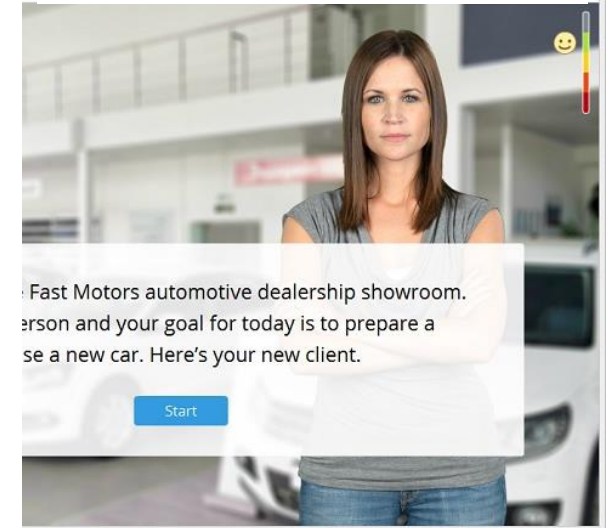 Fast Motors automotive dealership showroom.
erson and your goal for today is to prepare a
se a new car. Here’s your new client.
Start